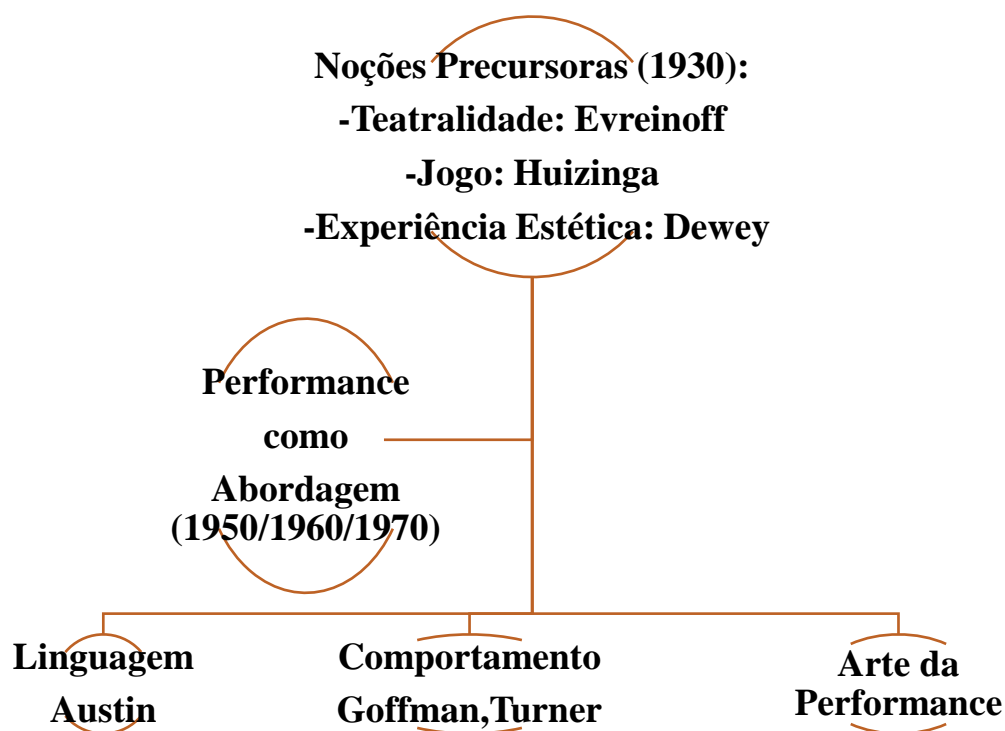 Noções Precursoras (1930):
-Teatralidade: Evreinoff
-Jogo: Huizinga
-Experiência Estética: Dewey
Performance
como
Abordagem
(1950/1960/1970)
Linguagem
Austin
Comportamento
Goffman,Turner
Arte da
Performance